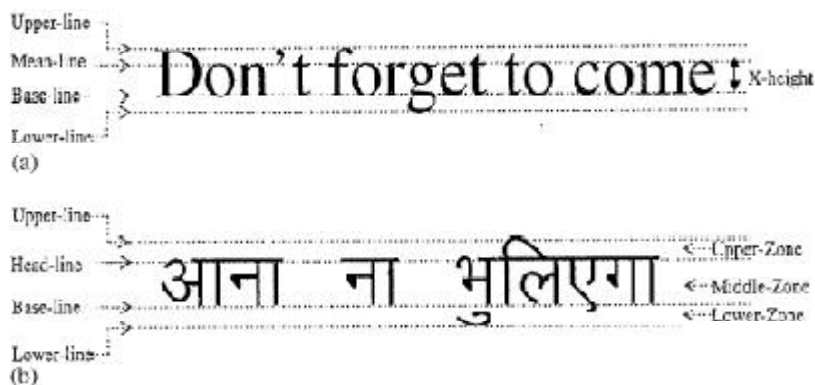 Upper-line
Mean-line
Don't forget to come
X-height
Base-line
Lower-line
(a)
Upper-line
Upper-Zone
Head-line
आना ना भुलिएगा
Middle-Zone
Base-line
Lower-Zone
Lower-line
(b)